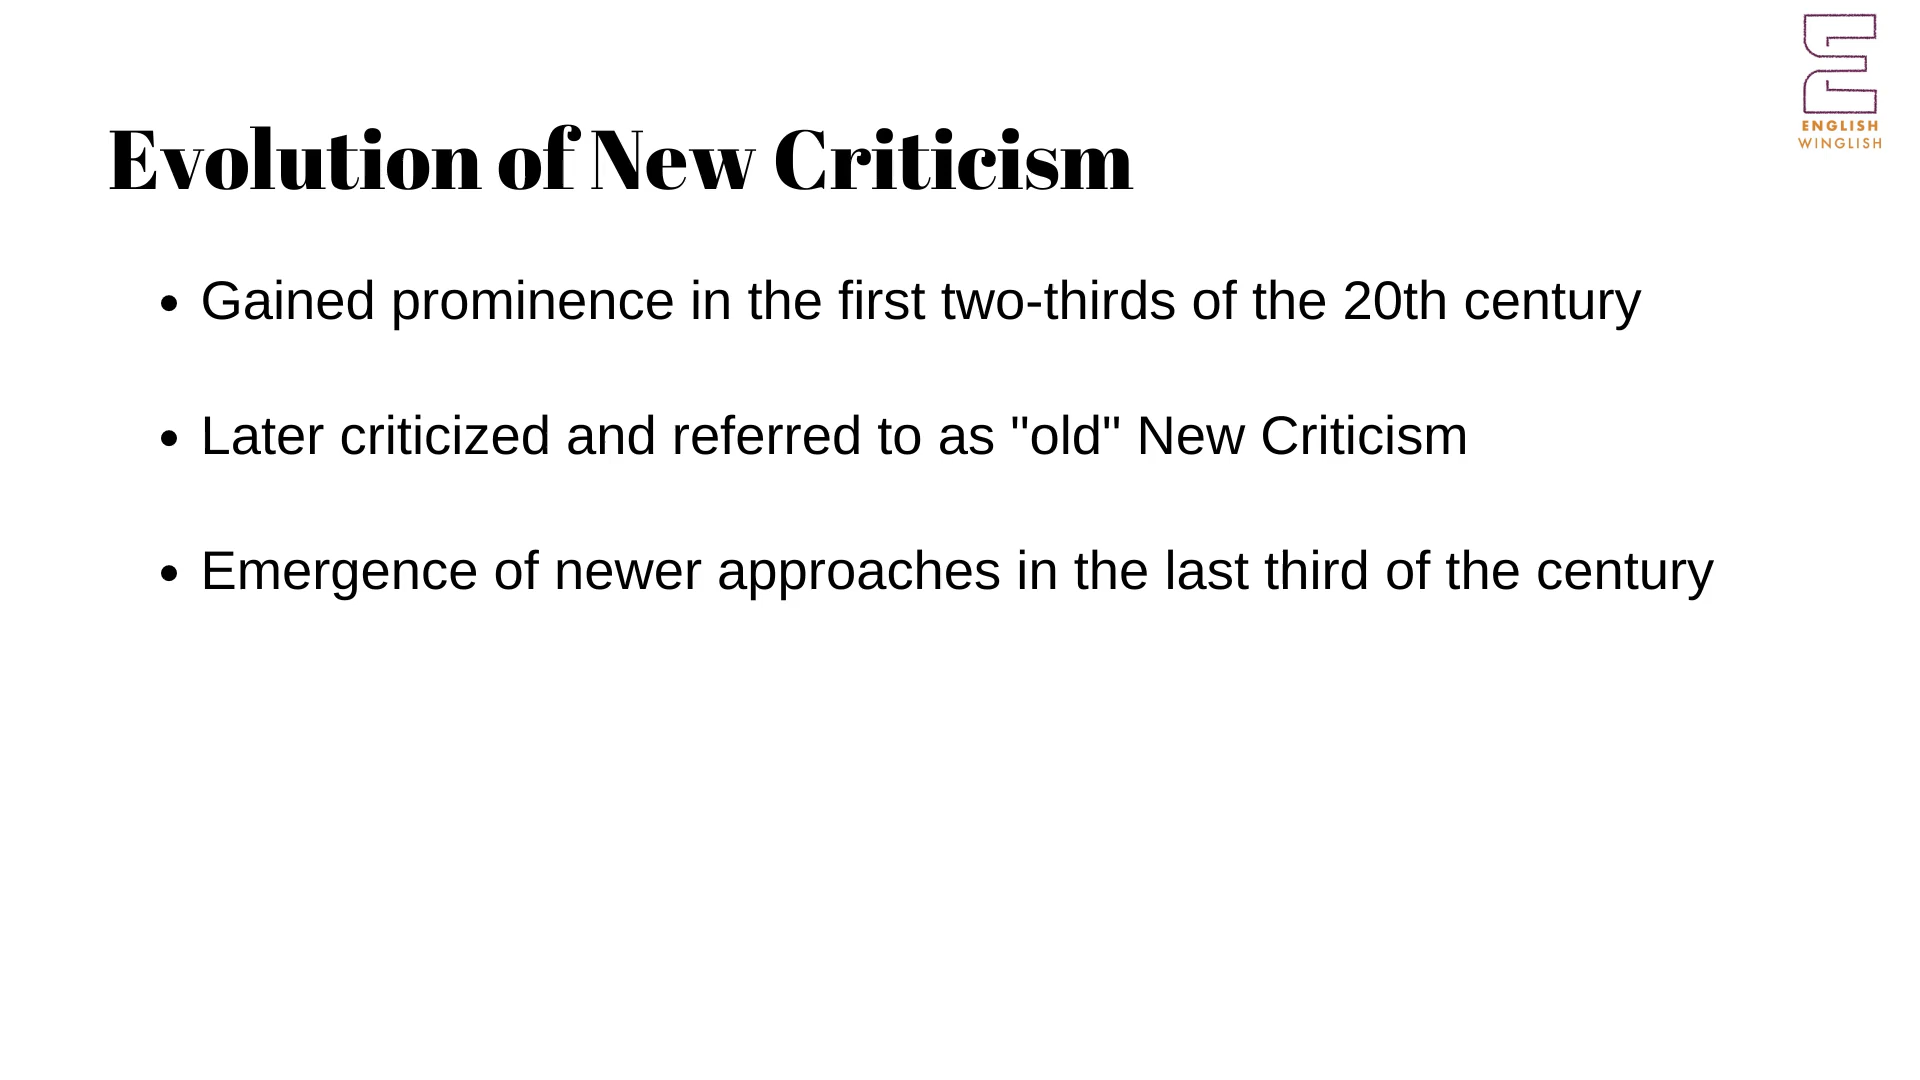 ENGLISH
WINGLISH
Evolution of New Criticism
• Gained prominence in the first two-thirds of the 20th century
• Later criticized and referred to as "old" New Criticism
• Emergence of newer approaches in the last third of the century